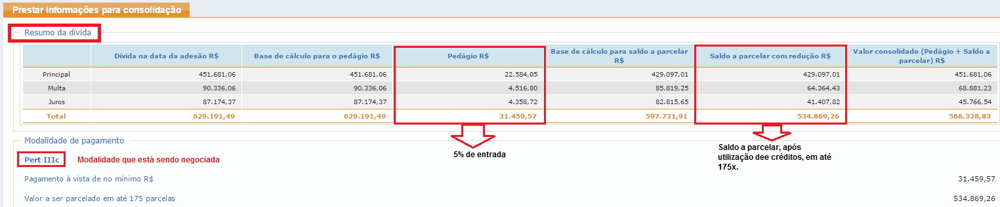 Prestar informações para consolidação
Resumo da dívida
Dívida na data da adesão R$ Base de cálculo para o pedágio R$ Pedágio R$ Base de cálculo para saldo a parcelar R$ Saldo a parcelar com redução R$ Valor consolidado (Pedágio + Saldo a parcelar) R$
Principal 451.681,06 451.681,06 22.584,05 429.097,01 429.097,01 451.681,06
Multa 90.336,06 90.336,06 4.516,80 85.819,25 64.364,43 68.881,23
Juros 87.174,37 87.174,37 4.358,72 82.815,65 41.407,82 45.766,54
Total 629.191,49 629.191,49 31.459,57 597.731,91 534.869,26 566.328,83
5% de entrada
Saldo a parcelar, após
utilização dee créditos, em até
175x.
Modalidade de pagamento
Pert IIIc Modalidade que está sendo negociada
Pagamento à vista de no mínimo R$ 31.459,57
Valor a ser parcelado em até 175 parcelas 534.869,26